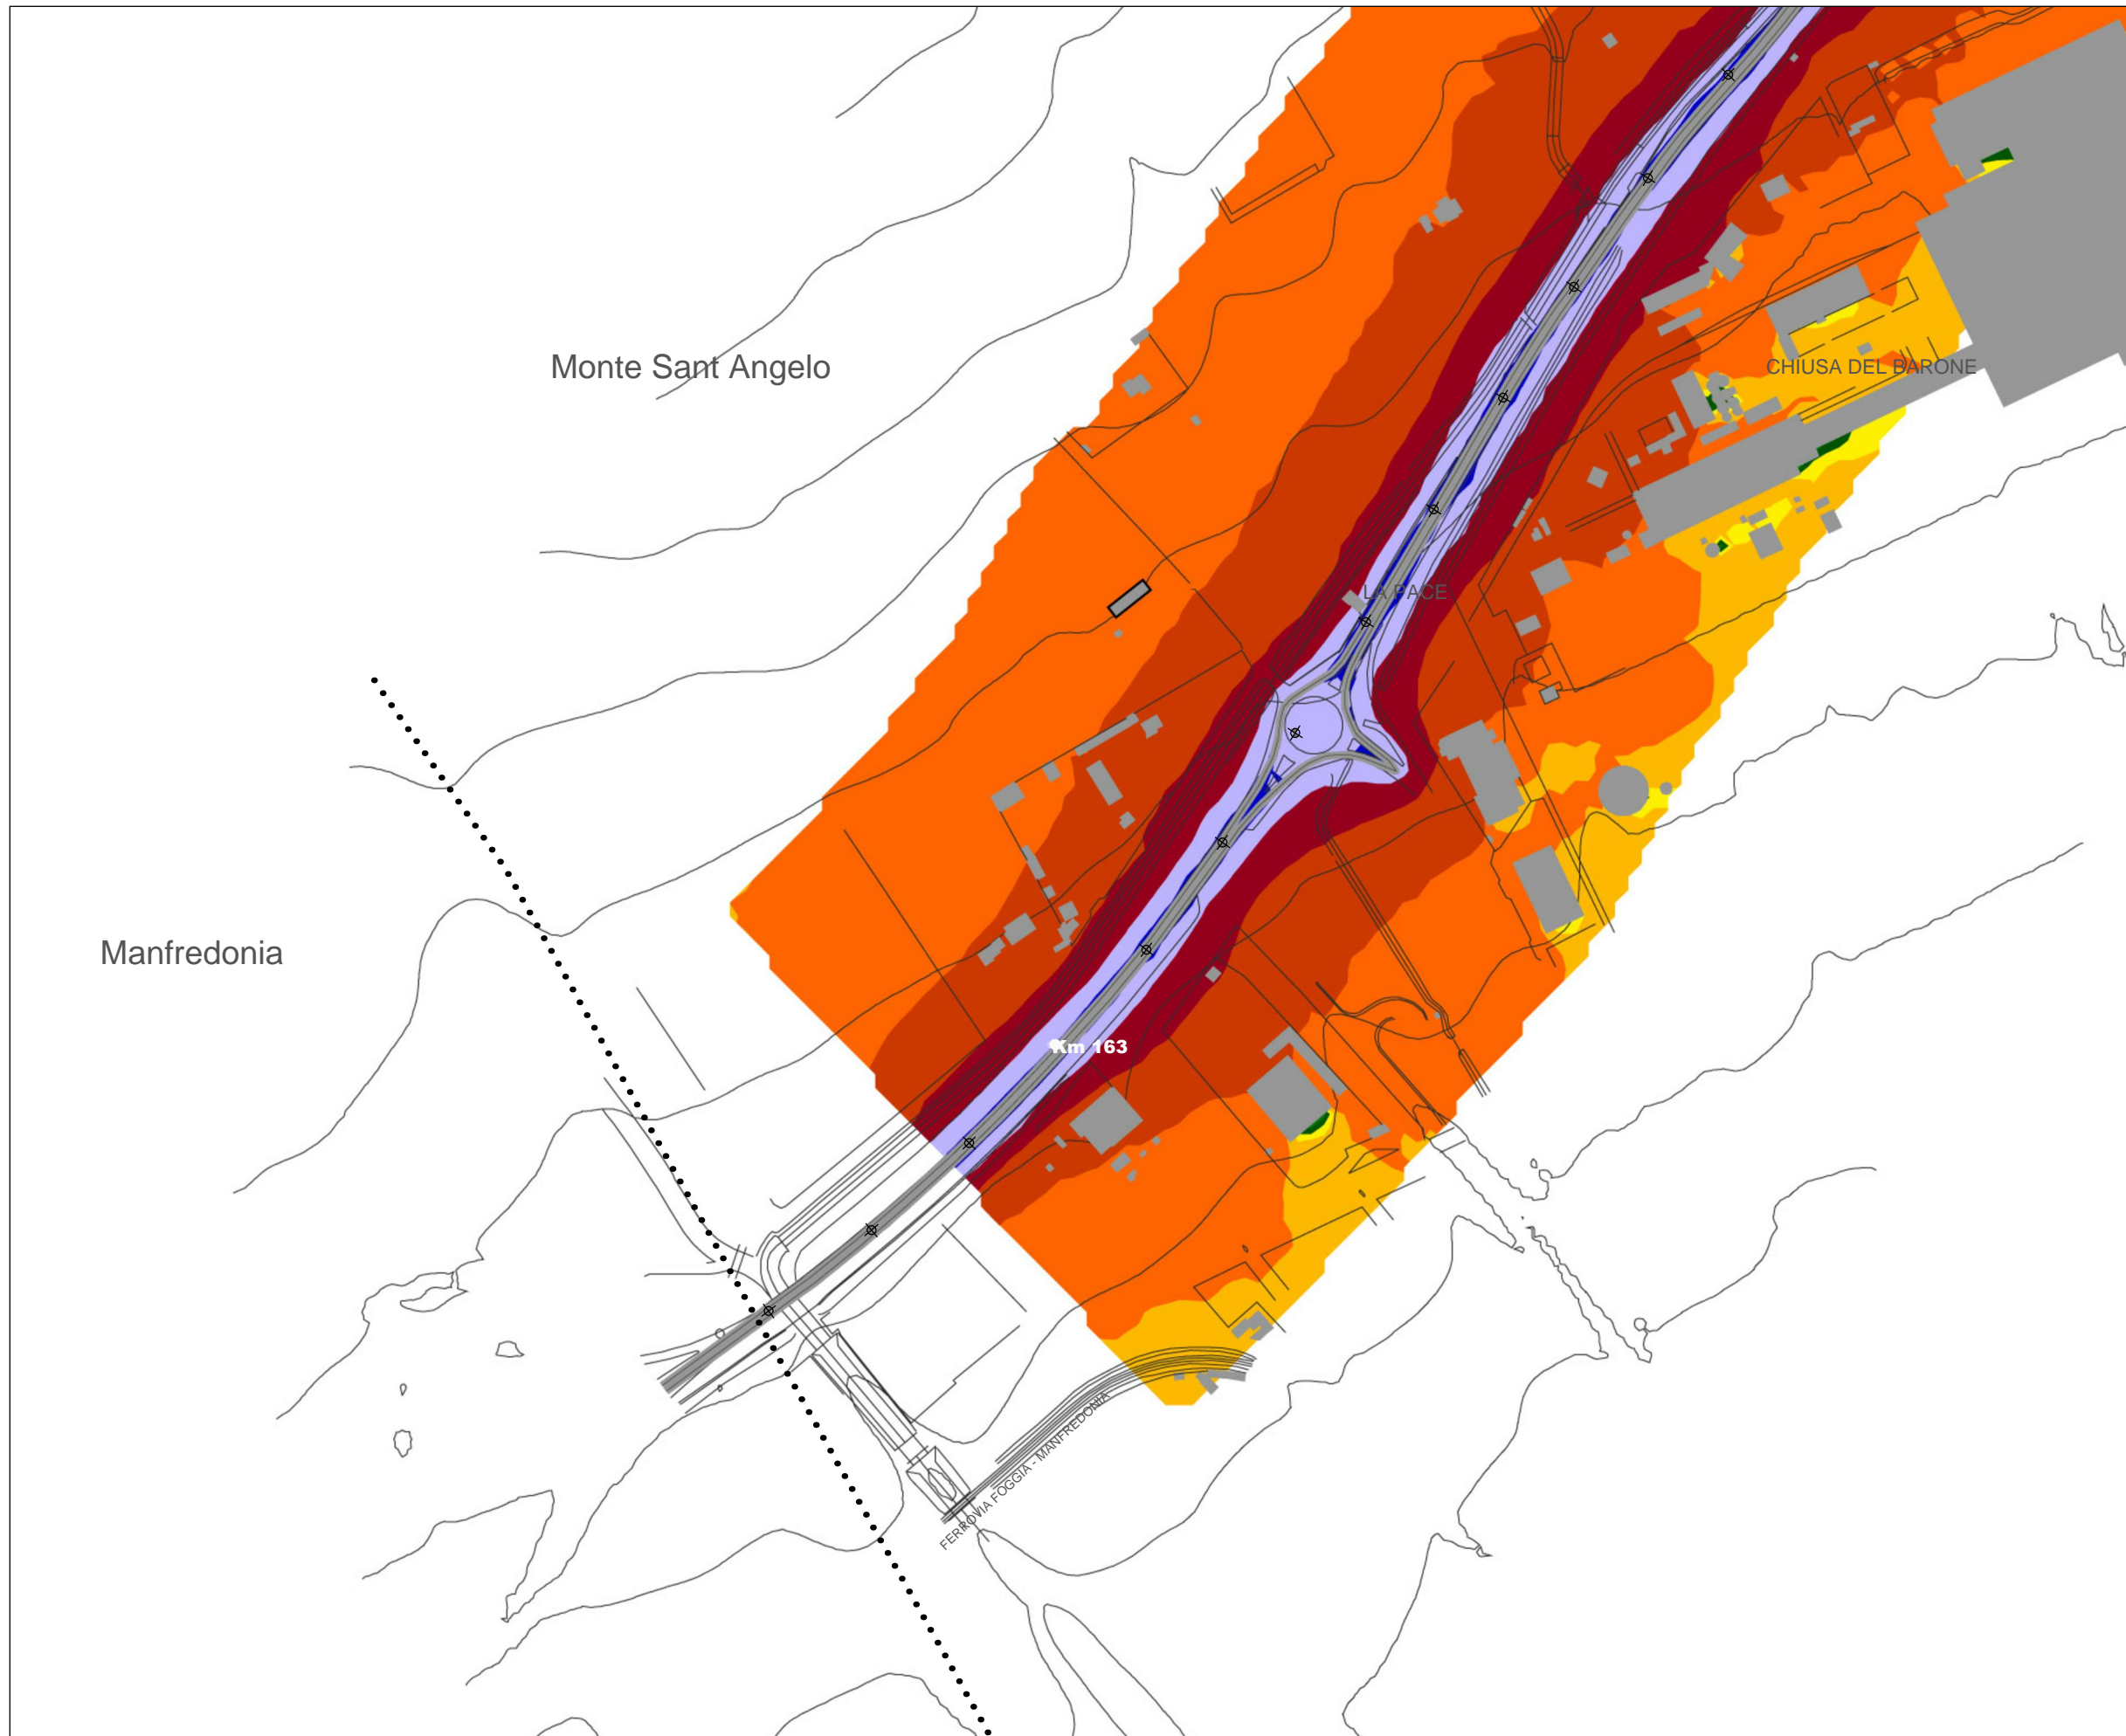 Monte Sant Angelo
CHIUSA DEL BARONE
LA PACE
Manfredonia
Km 163
FERROVIA FOGGIA - MANFREDONIA